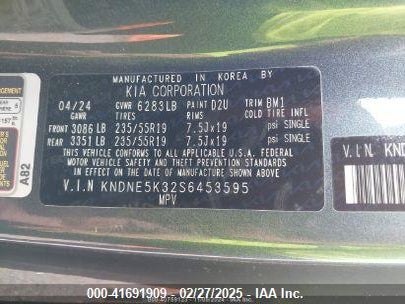 MANUFACTURED IN KOREA BY
KIA CORPORATION
04/24 GVWR 6283LB PAINT D2U TRIM BM1
GAWR TIRES RIMS COLD TIRE INFL
FRONT 3086 LB 235/55R19 7.5Jx19 psi SINGLE
REAR 3351 LB 235/55R19 7.5Jx19 psi SINGLE
THIS VEHICLE CONFORMS TO ALL APPLICABLE FEDERAL
MOTOR VEHICLE SAFETY AND THEFT PREVENTION STANDARDS
IN EFFECT ON THE DATE OF MANUFACTURE SHOWN ABOVE.
V.I.N KNDNE5K32S6453595
MPV
A82
V.I.N. KND
000-41691909 - 02/27/2025 - IAA Inc.